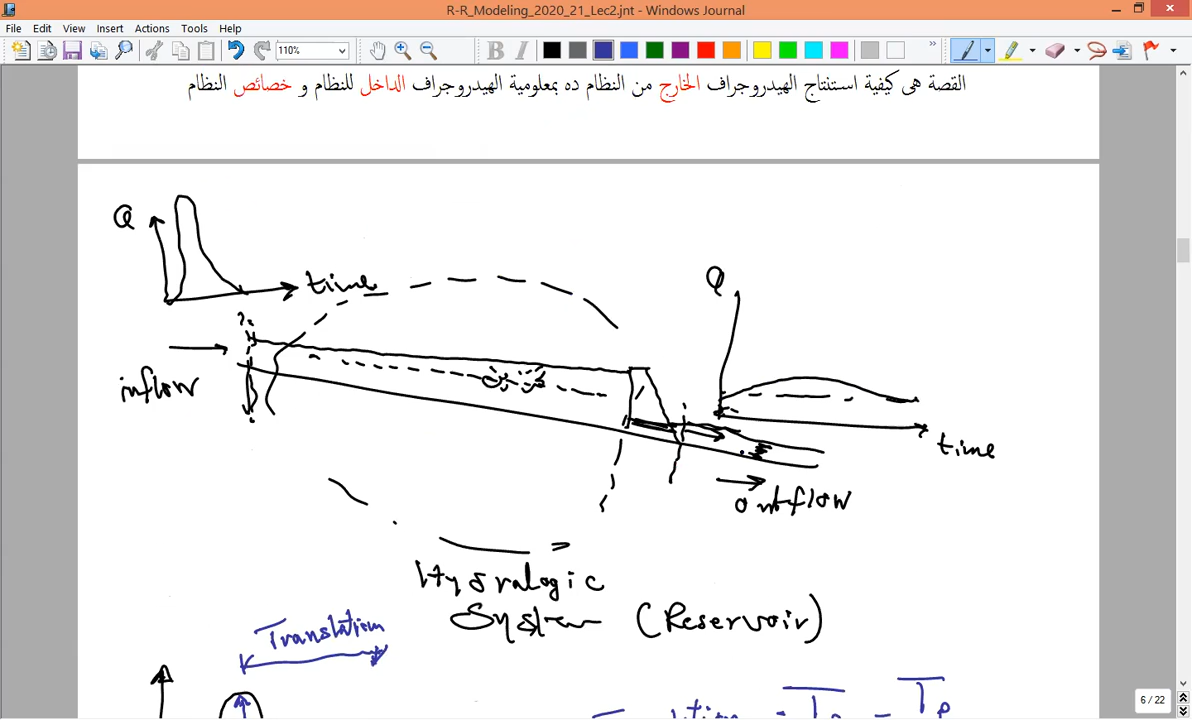 R-R_Modeling_2020_21_Lec2.jnt - Windows Journal
File Edit View Insert Actions Tools Help
110%
B I
القصة هى كيفية استنتاج الهيدروجراف الخارج من النظام ده بمعلومية الهيدروجراف الداخل للنظام و خصائص النظام
Q
time
Q
inflow
time
outflow
Hydrologic
System (Reservoir)
Translation
6 / 22